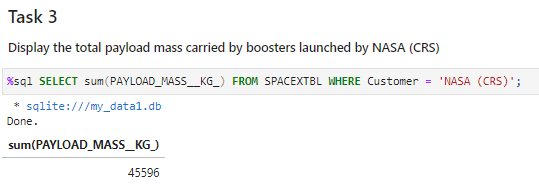 Task 3
Display the total payload mass carried by boosters launched by NASA (CRS)
%sql SELECT sum(PAYLOAD_MASS__KG_) FROM SPACEXTBL WHERE Customer = 'NASA (CRS)';
* sqlite:///my_data1.db
Done.
sum(PAYLOAD_MASS__KG_)
45596